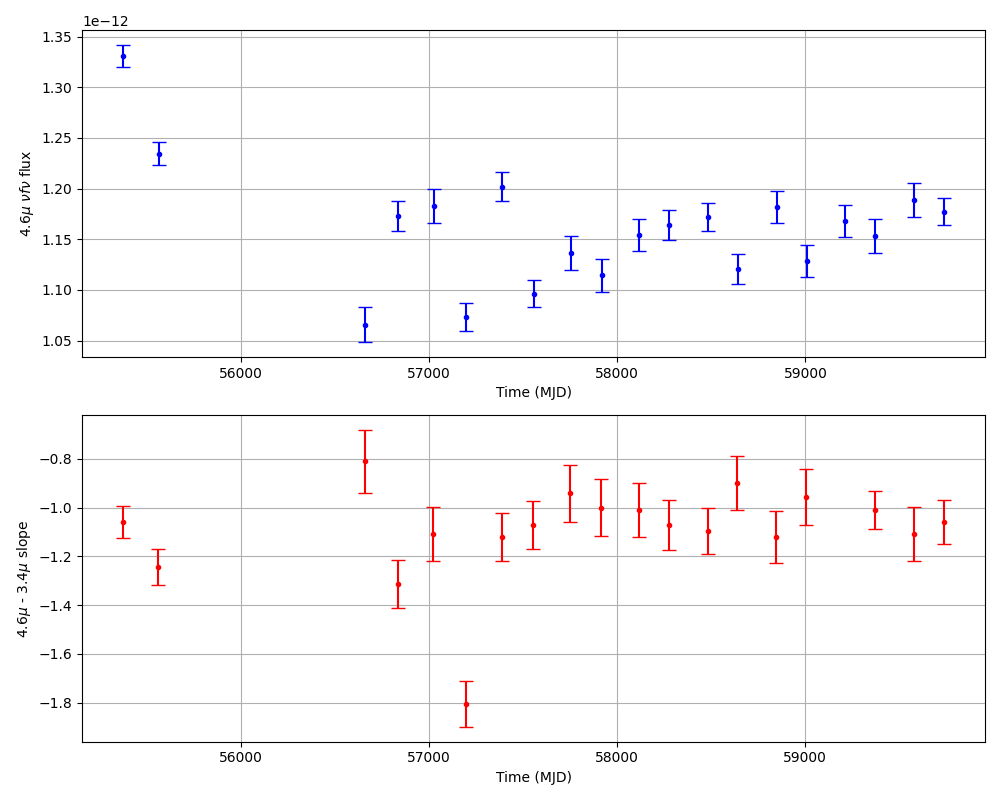 1e−12
1.35
1.30
1.25
1.20
1.15
1.10
1.05
4.6μ νfν flux
56000 57000 58000 59000
Time (MJD)
−0.8
−1.0
−1.2
−1.4
−1.6
−1.8
4.6μ - 3.4μ slope
56000 57000 58000 59000
Time (MJD)